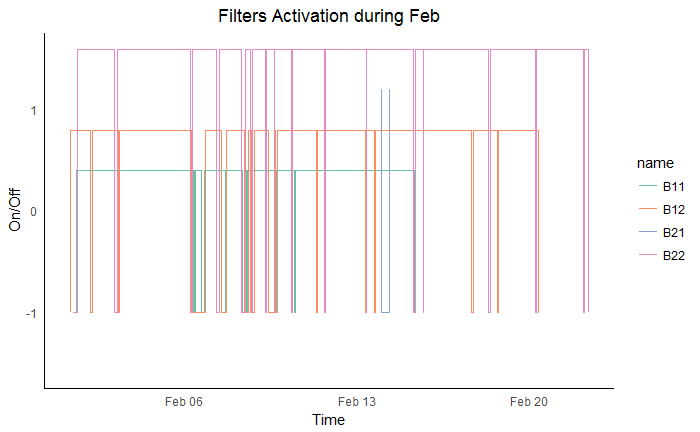 Filters Activation during Feb
On/Off
1
0
-1
Feb 06
Feb 13
Feb 20
Time
name
B11
B12
B21
B22